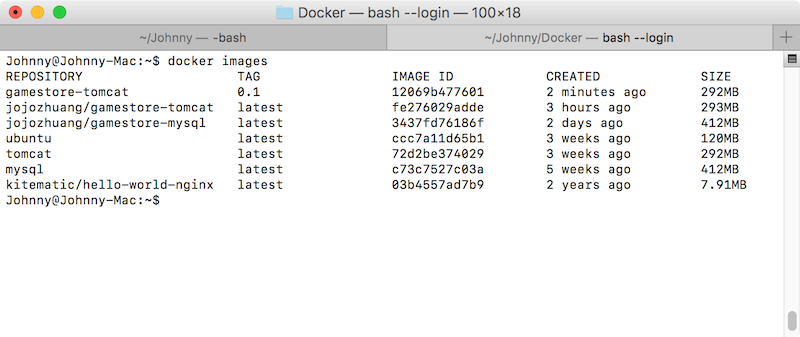 Docker — bash --login — 100×18
~/Johnny — -bash ~/Johnny/Docker — bash --login +
Johnny@Johnny-Mac:~$ docker images
REPOSITORY TAG IMAGE ID CREATED SIZE
gamestore-tomcat 0.1 12069b477601 2 minutes ago 292MB
jojozhuang/gamestore-tomcat latest fe276029adde 3 hours ago 293MB
jojozhuang/gamestore-mysql latest 3437fd76186f 2 days ago 412MB
ubuntu latest ccc7a11d65b1 3 weeks ago 120MB
tomcat latest 72d2be374029 3 weeks ago 292MB
mysql latest c73c7527c03a 5 weeks ago 412MB
kitematic/hello-world-nginx latest 03b4557ad7b9 2 years ago 7.91MB
Johnny@Johnny-Mac:~$